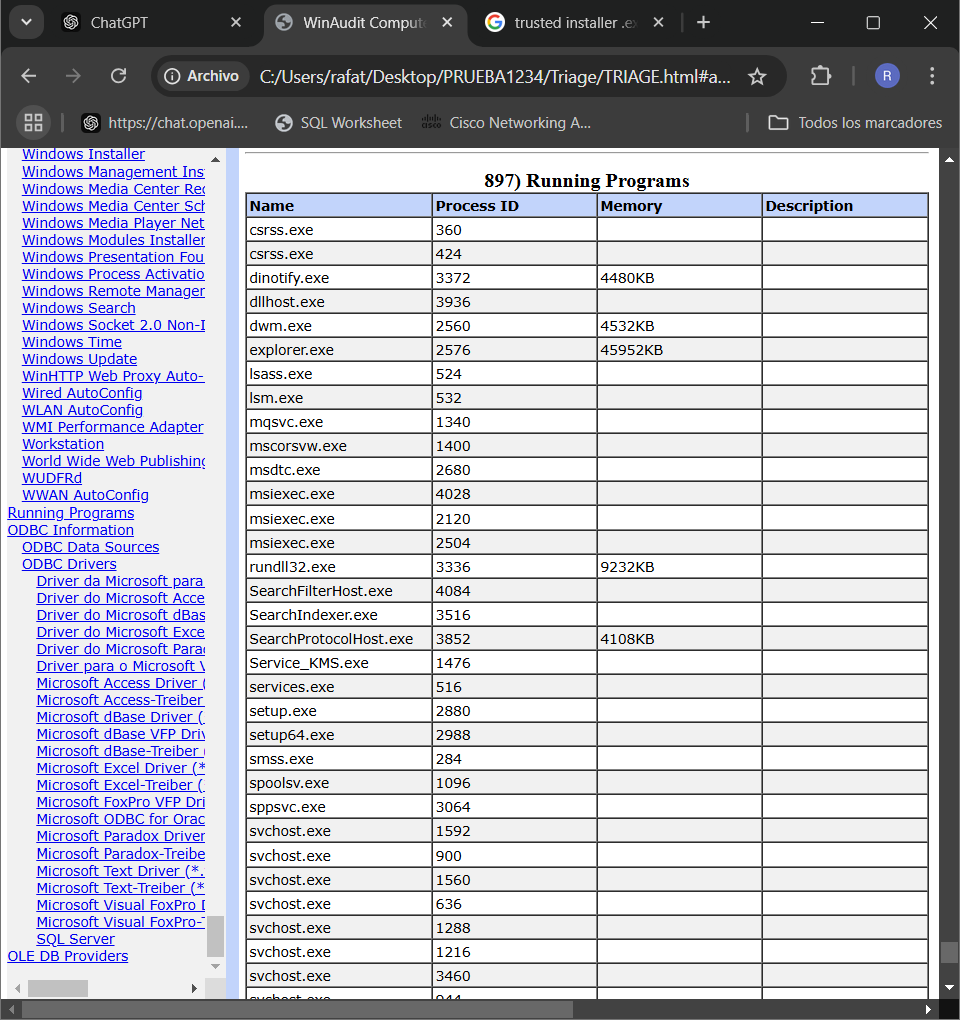 ChatGPT
WinAudit Compute
trusted installer .ex
Archivo
C:/Users/rafat/Desktop/PRUEBA1234/Triage/TRIAGE.html#a...
R
https://chat.openai....
SQL Worksheet
Cisco Networking A...
Todos los marcadores
Windows Installer
Windows Management Ins
Windows Media Center Rec
Windows Media Center Sch
Windows Media Player Net
Windows Modules Installer
Windows Presentation Fou
Windows Process Activatio
Windows Remote Manager
Windows Search
Windows Socket 2.0 Non-I
Windows Time
Windows Update
WinHTTP Web Proxy Auto-
Wired AutoConfig
WLAN AutoConfig
WMI Performance Adapter
Workstation
World Wide Web Publishing
WUDFRd
WWAN AutoConfig
Running Programs
ODBC Information
ODBC Data Sources
ODBC Drivers
Driver da Microsoft para
Driver do Microsoft Acce
Driver do Microsoft dBas
Driver do Microsoft Exce
Driver do Microsoft Parac
Driver para o Microsoft V
Microsoft Access Driver (
Microsoft Access-Treiber
Microsoft dBase Driver (
Microsoft dBase VFP Driv
Microsoft dBase-Treiber (
Microsoft Excel Driver (*
Microsoft Excel-Treiber (
Microsoft FoxPro VFP Dri
Microsoft ODBC for Orac
Microsoft Paradox Driver
Microsoft Paradox-Treibe
Microsoft Text Driver (*.
Microsoft Text-Treiber (*
Microsoft Visual FoxPro D
Microsoft Visual FoxPro-T
SQL Server
OLE DB Providers
897) Running Programs
Name Process ID Memory Description
csrss.exe 360
csrss.exe 424
dinotify.exe 3372 4480KB
dllhost.exe 3936
dwm.exe 2560 4532KB
explorer.exe 2576 45952KB
lsass.exe 524
lsm.exe 532
mqsvc.exe 1340
mscorsvw.exe 1400
msdtc.exe 2680
msiexec.exe 4028
msiexec.exe 2120
msiexec.exe 2504
rundll32.exe 3336 9232KB
SearchFilterHost.exe 4084
SearchIndexer.exe 3516
SearchProtocolHost.exe 3852 4108KB
Service_KMS.exe 1476
services.exe 516
setup.exe 2880
setup64.exe 2988
smss.exe 284
spoolsv.exe 1096
sppsvc.exe 3064
svchost.exe 1592
svchost.exe 900
svchost.exe 1560
svchost.exe 636
svchost.exe 1288
svchost.exe 1216
svchost.exe 3460
svchost.exe 944